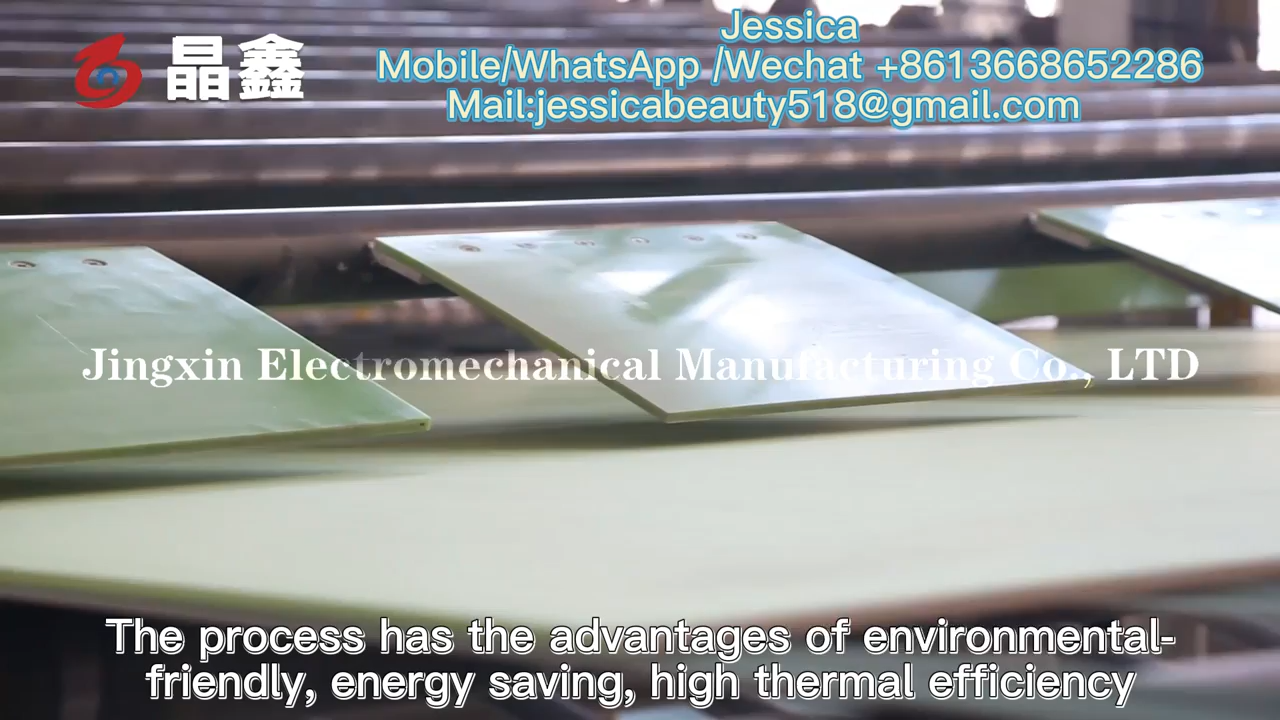 晶鑫
Jessica
Mobile/WhatsApp /Wechat +8613668652286
Mail:jessicabeauty518@gmail.com
Jingxin Electromechanical Manufacturing Co., LTD
The process has the advantages of environmental-
friendly, energy saving, high thermal efficiency